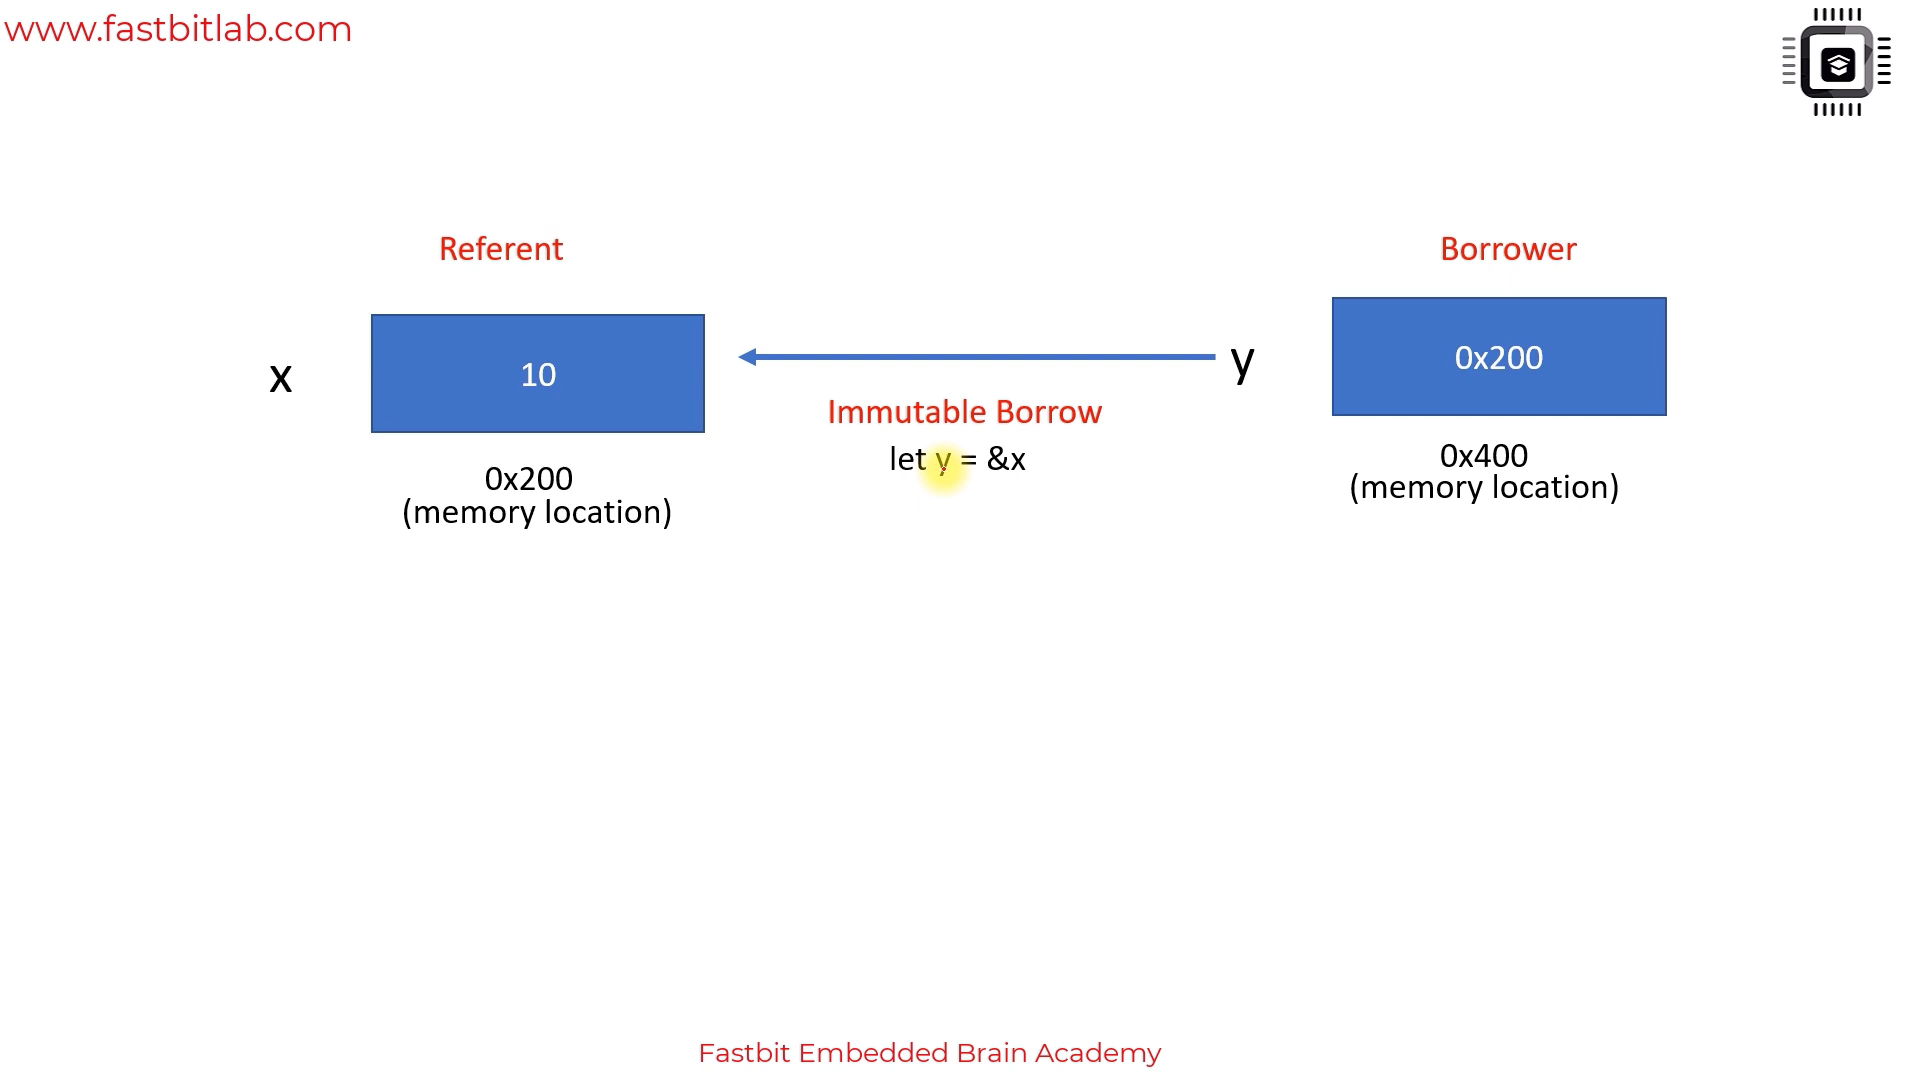 www.fastbitlab.com
Referent
Borrower
x
10
y
0x200
Immutable Borrow
let y = &x
0x200
(memory location)
0x400
(memory location)
Fastbit Embedded Brain Academy